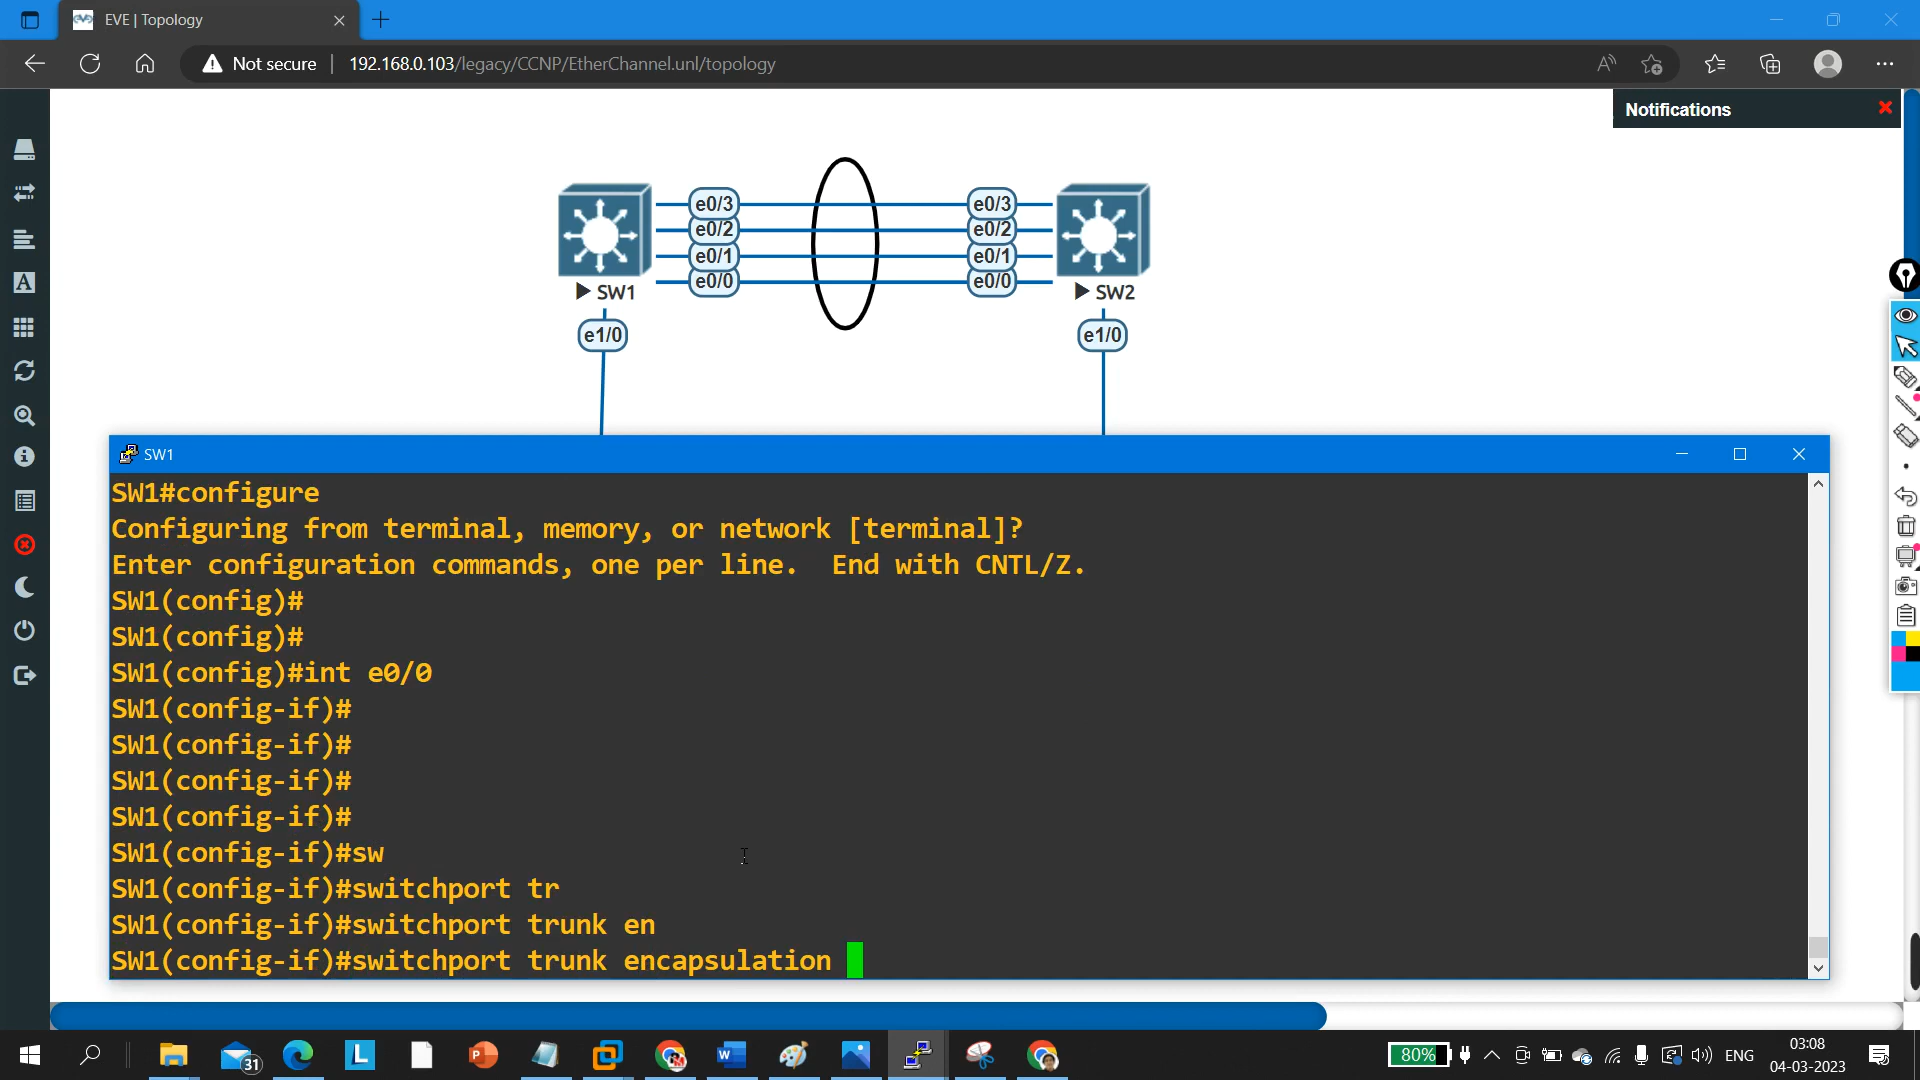 EVE | Topology
Not secure
192.168.0.103/legacy/CCNP/EtherChannel.unl/topology
Notifications
e0/3
e0/3
e0/2
e0/2
e0/1
e0/1
e0/0
e0/0
SW1
SW2
e1/0
e1/0
SW1
SW1#configure
Configuring from terminal, memory, or network [terminal]?
Enter configuration commands, one per line.  End with CNTL/Z.
SW1(config)#
SW1(config)#
SW1(config)#int e0/0
SW1(config-if)#
SW1(config-if)#
SW1(config-if)#
SW1(config-if)#
SW1(config-if)#sw
SW1(config-if)#switchport tr
SW1(config-if)#switchport trunk en
SW1(config-if)#switchport trunk encapsulation
31
80%
ENG
03:08
04-03-2023